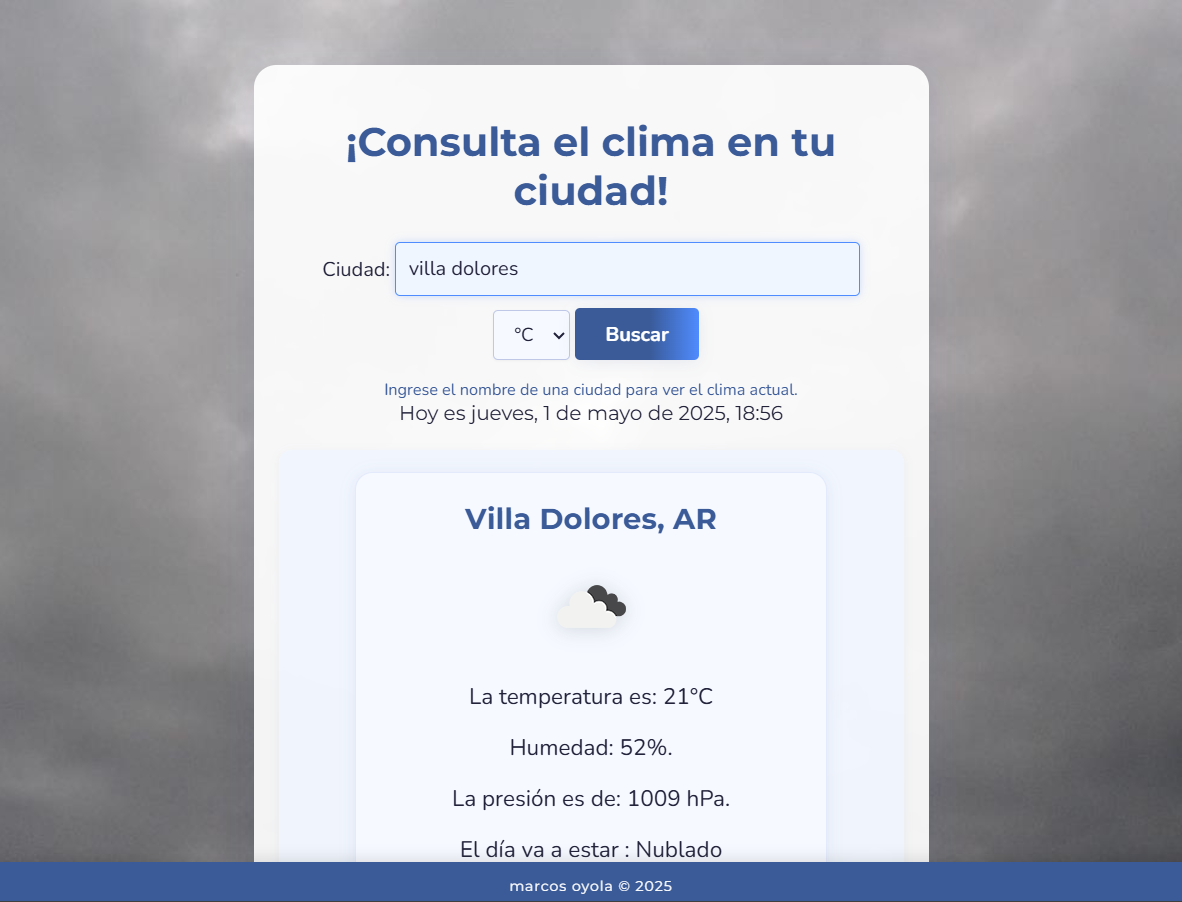 ¡Consulta el clima en tu
ciudad!
Ciudad: villa dolores
°C Buscar
Ingrese el nombre de una ciudad para ver el clima actual.
Hoy es jueves, 1 de mayo de 2025, 18:56
Villa Dolores, AR
La temperatura es: 21°C
Humedad: 52%.
La presión es de: 1009 hPa.
El día va a estar : Nublado
marcos oyola © 2025